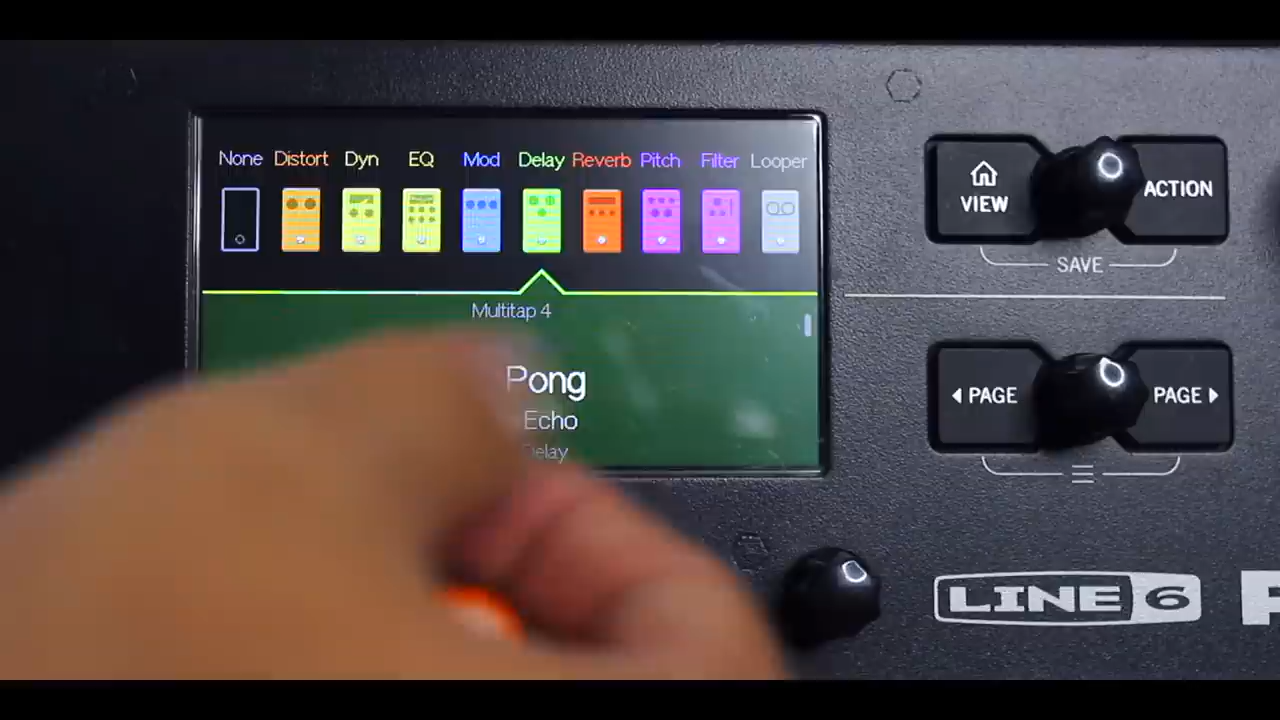 None Distort Dyn EQ Mod Delay Reverb Pitch Filter Looper
Multitap 4
Pong
Echo
Delay
VIEW
ACTION
SAVE
PAGE
PAGE
LINE 6